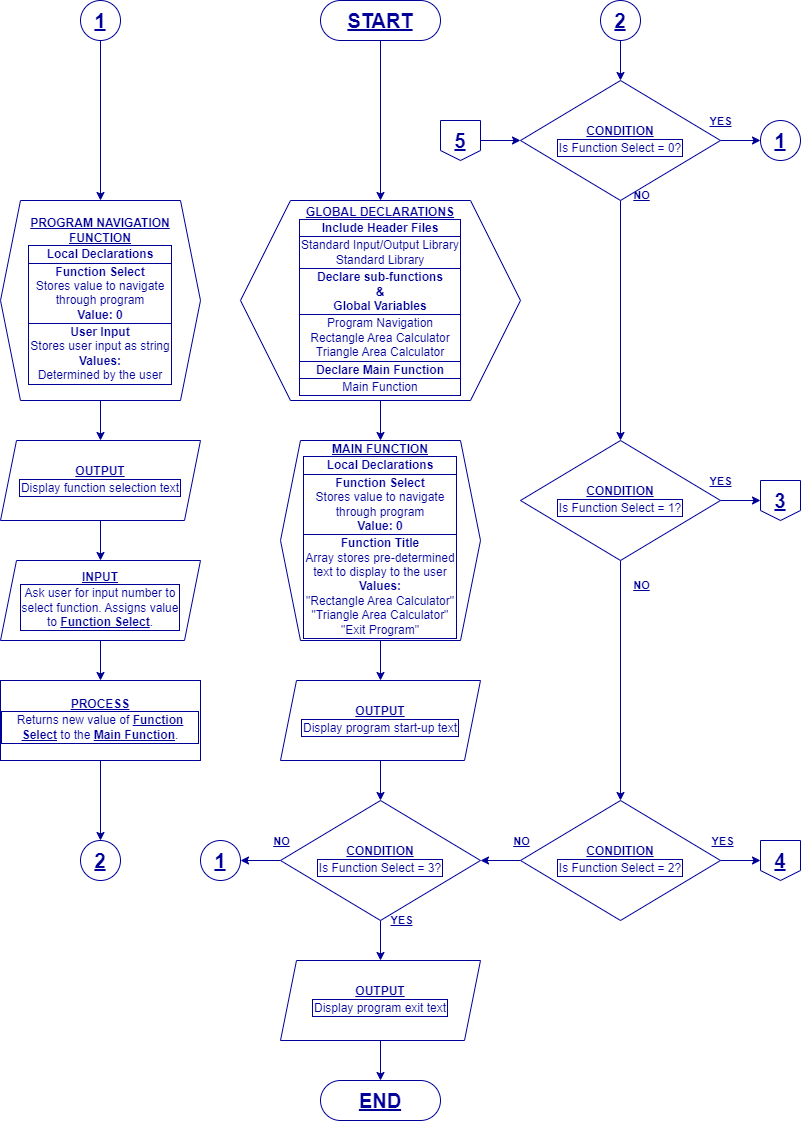 1
PROGRAM NAVIGATION
FUNCTION
Local Declarations
Function Select
Stores value to navigate
through program
Value: 0
User Input
Stores user input as string
Values:
Determined by the user
OUTPUT
Display function selection text
INPUT
Ask user for input number to
select function. Assigns value
to Function Select.
PROCESS
Returns new value of Function
Select to the Main Function.
2
START
GLOBAL DECLARATIONS
Include Header Files
Standard Input/Output Library
Standard Library
Declare sub-functions
&
Global Variables
Program Navigation
Rectangle Area Calculator
Triangle Area Calculator
Declare Main Function
Main Function
MAIN FUNCTION
Local Declarations
Function Select
Stores value to navigate
through program
Value: 0
Function Title
Array stores pre-determined
text to display to the user
Values:
"Rectangle Area Calculator"
"Triangle Area Calculator"
"Exit Program"
OUTPUT
Display program start-up text
CONDITION
Is Function Select = 3?
NO
1
YES
OUTPUT
Display program exit text
END
2
5
CONDITION
Is Function Select = 0?
YES
1
NO
CONDITION
Is Function Select = 1?
YES
3
NO
CONDITION
Is Function Select = 2?
YES
4
NO